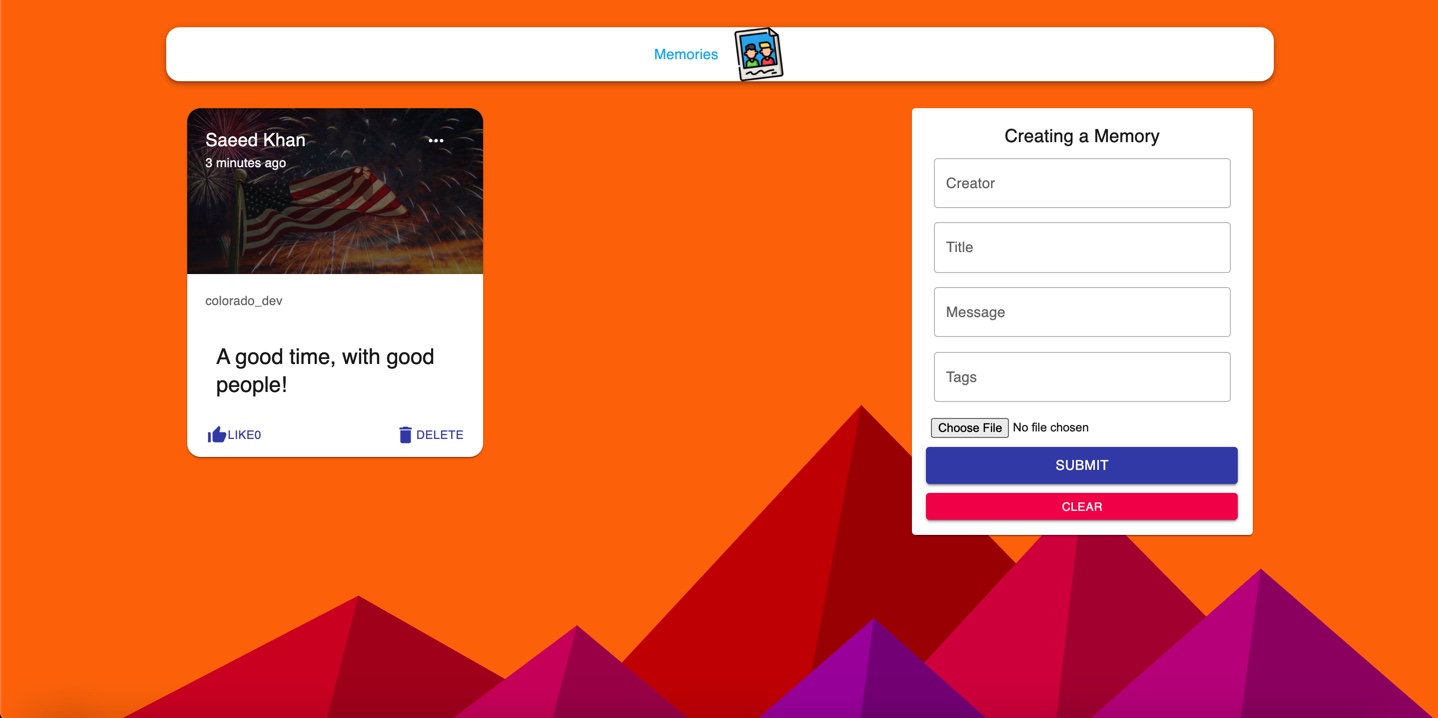 Memories
Saeed Khan
3 minutes ago
colorado_dev
A good time, with good
people!
LIKE0
DELETE
Creating a Memory
Creator
Title
Message
Tags
Choose File No file chosen
SUBMIT
CLEAR